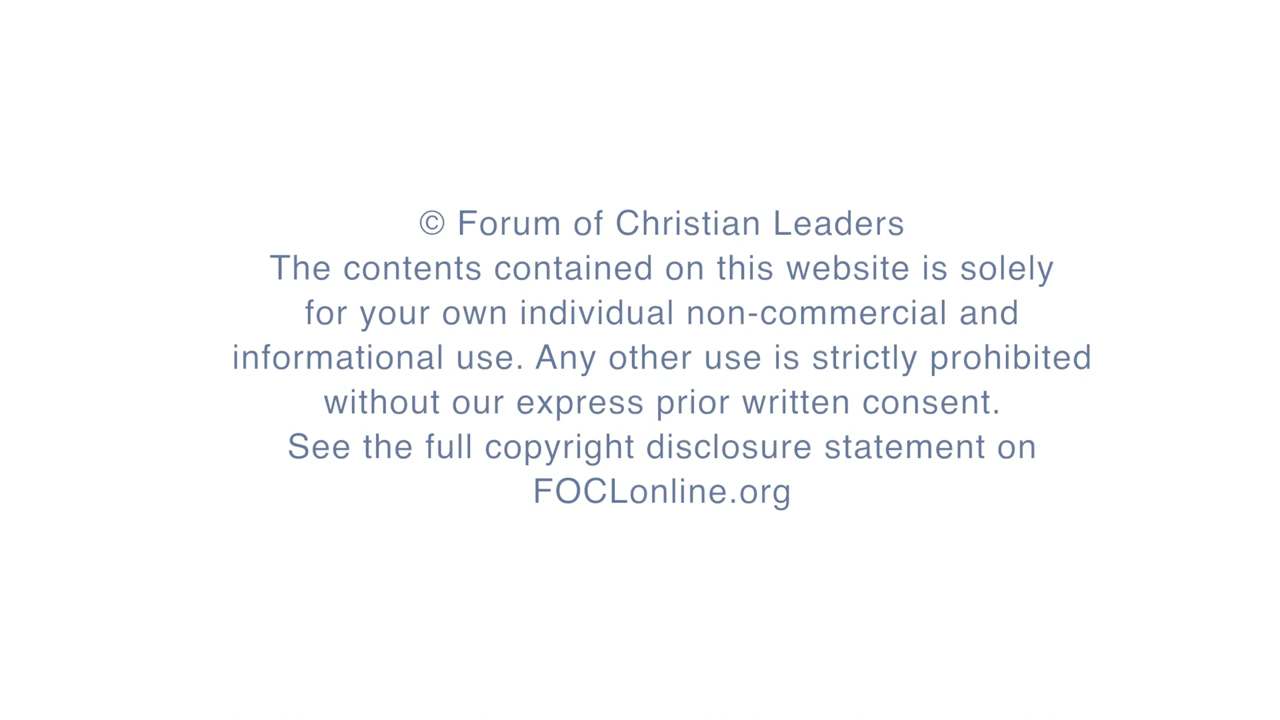 © Forum of Christian Leaders
The contents contained on this website is solely
for your own individual non-commercial and
informational use. Any other use is strictly prohibited
without our express prior written consent.
See the full copyright disclosure statement on
FOCLonline.org